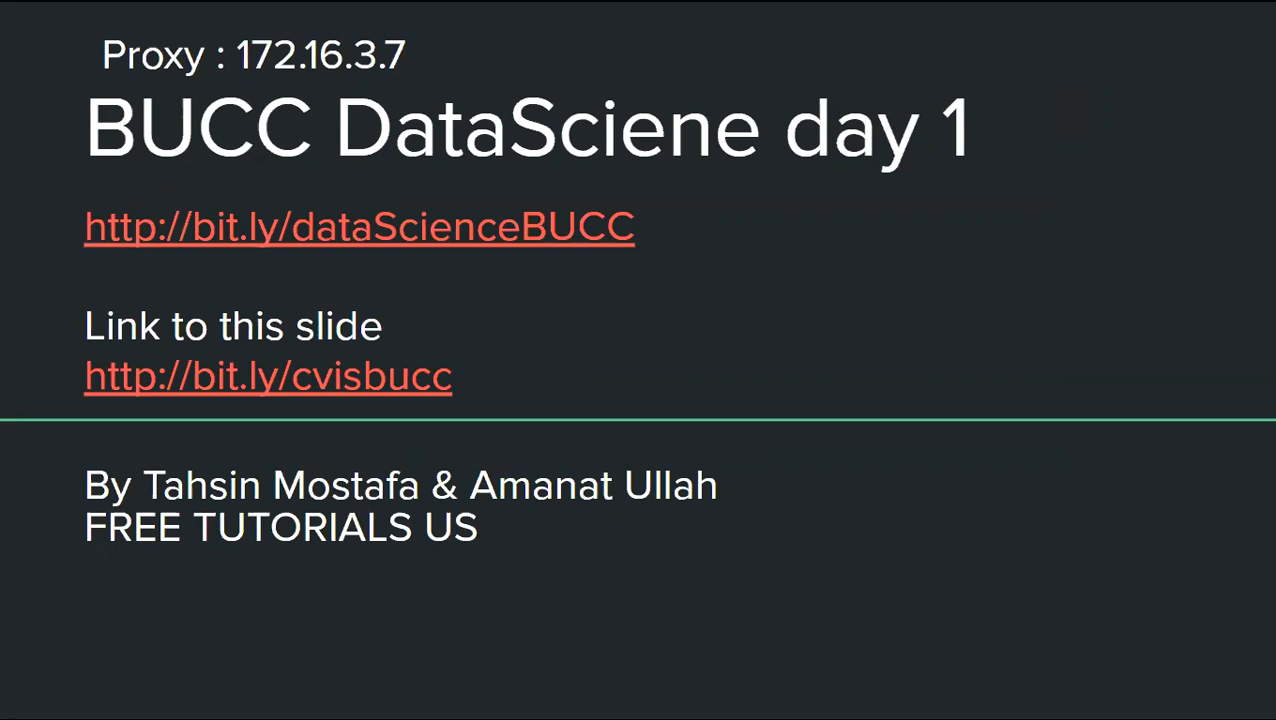 Proxy : 172.16.3.7
BUCC DataSciene day 1
http://bit.ly/dataScienceBUCC
Link to this slide
http://bit.ly/cvisbucc
By Tahsin Mostafa & Amanat Ullah
FREE TUTORIALS US